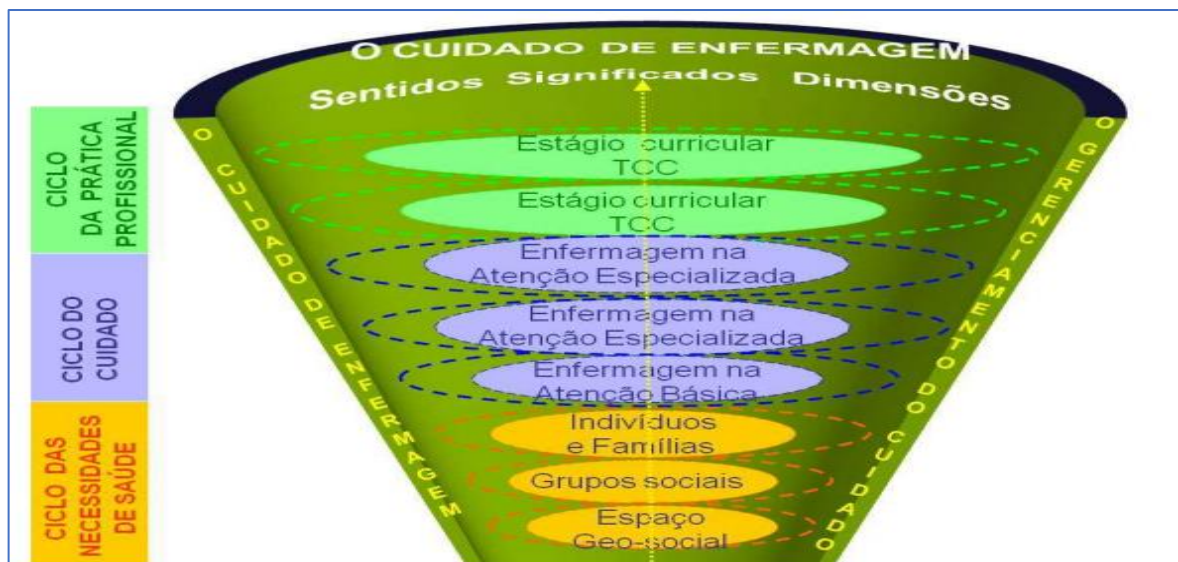 O CUIDADO DE ENFERMAGEM
Sentidos Significados Dimensões
CICLO
DA PRÁTICA
PROFISSIONAL
CICLO DO
CUIDADO
CICLO DAS
NECESSIDADES
DE SAÚDE
O CUIDADO DE ENFERMAGEM
Estágio curricular
TCC
Estágio curricular
TCC
Enfermagem na
Atenção Especializada
Enfermagem na
Atenção Especializada
Enfermagem na
Atenção Básica
Indivíduos
e Famílias
Grupos sociais
Espaço
Geo-social
O GERENCIAMENTO DO CUIDADO